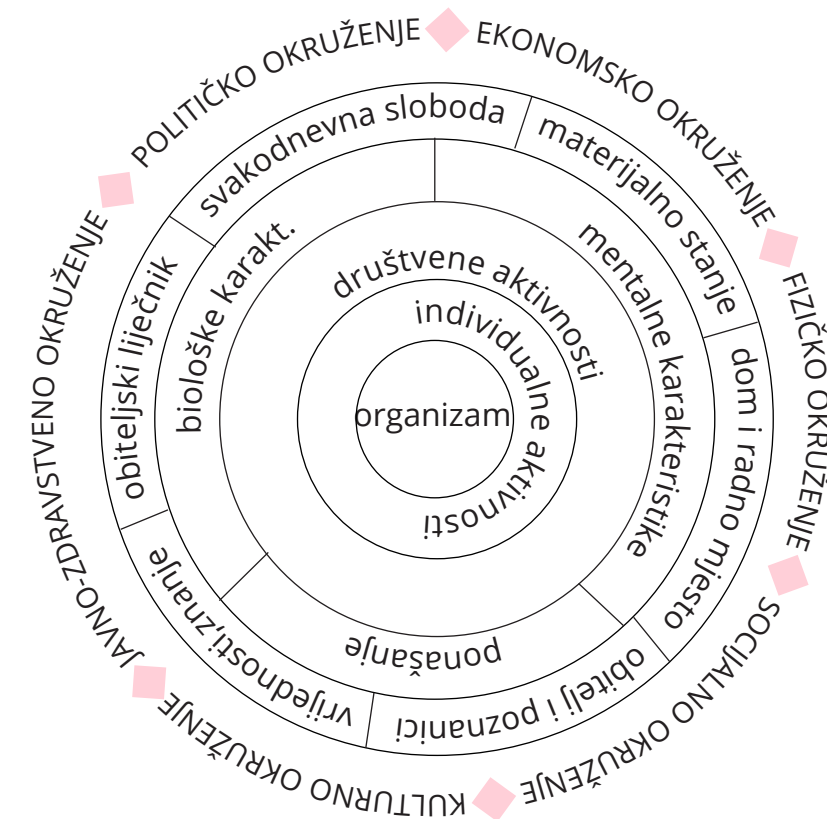 POLITIČKO OKRUŽENJE
EKONOMSKO OKRUŽENJE
FIZIČKO OKRUŽENJE
SOCIJALNO OKRUŽENJE
KULTURNO OKRUŽENJE
JAVNO-ZDRAVSTVENO OKRUŽENJE
svakodnevna sloboda
materijalno stanje
dom i radno mjesto
obitelj i poznanici
vrijednosti,znanje
obiteljski liječnik
biološke karakt.
mentalne karakteristike
ponašanje
društvene aktivnosti
individualne aktivnosti
organizam